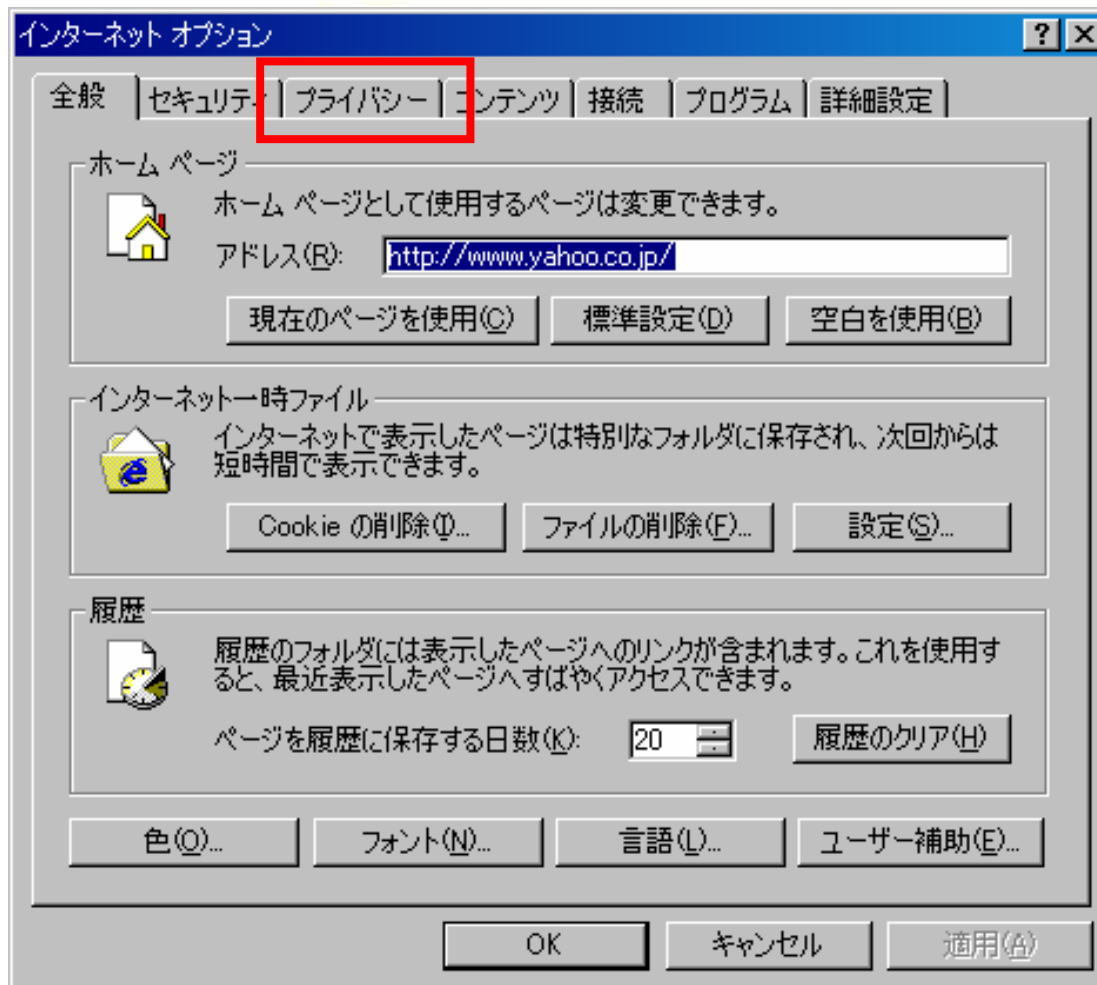 インターネット オプション
全般 セキュリティ プライバシー コンテンツ 接続 プログラム 詳細設定
ホーム ページ
ホーム ページとして使用するページは変更できます。
アドレス(R): http://www.yahoo.co.jp/
現在のページを使用(C) 標準設定(D) 空白を使用(B)
インターネット一時ファイル
インターネットで表示したページは特別なフォルダに保存され、次回からは
短時間で表示できます。
Cookie の削除(I)... ファイルの削除(F)... 設定(S)...
履歴
履歴のフォルダには表示したページへのリンクが含まれます。これを使用す
ると、最近表示したページへすばやくアクセスできます。
ページを履歴に保存する日数(K): 20 履歴のクリア(H)
色(O)... フォント(N)... 言語(L)... ユーザー補助(E)...
OK キャンセル 適用(A)